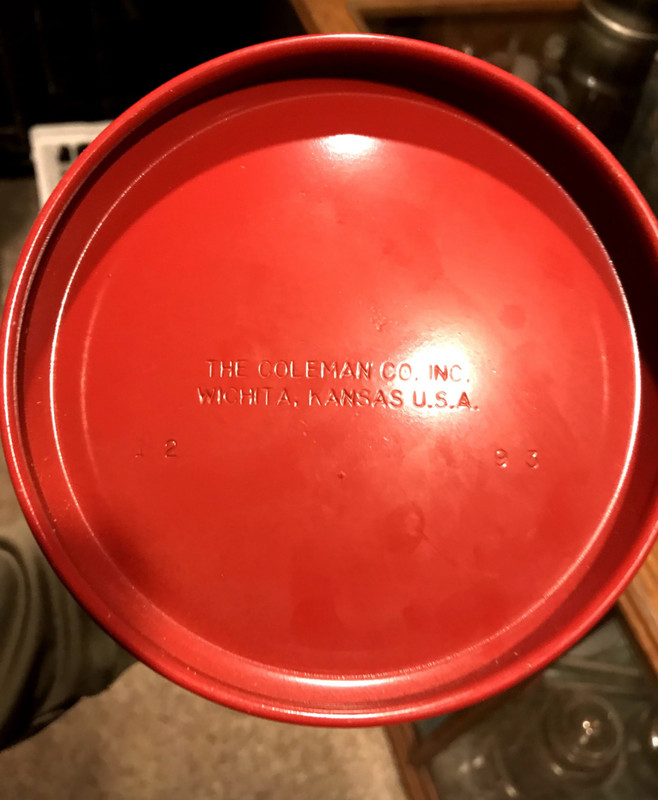 THE COLEMAN CO. INC.
WICHITA, KANSAS U.S.A.
12 93